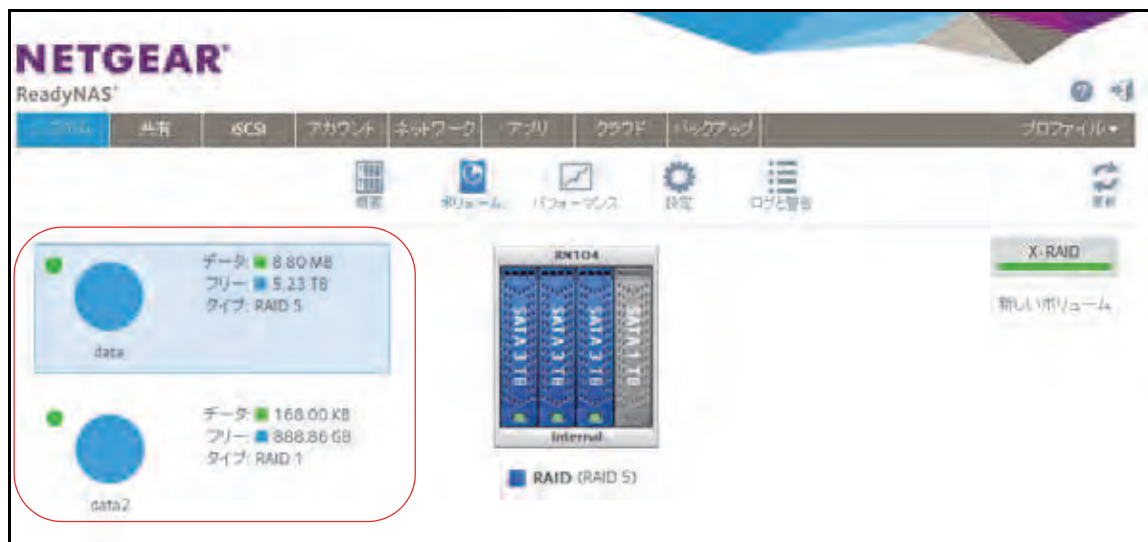 NETGEAR®
ReadyNAS®
システム 共有 iSCSI アカウント ネットワーク アプリ クラウド バックアップ プロファイル▼
概要 ボリューム パフォーマンス 設定 ログと警告 更新
データ: 8.80 MB
フリー: 5.23 TB
タイプ: RAID 5
data
データ: 168.00 KB
フリー: 888.86 GB
タイプ: RAID 1
data2
RN104
SATA 3 TB
SATA 3 TB
SATA 3 TB
SATA 1 TB
Internal
RAID (RAID 5)
X-RAID
新しいボリューム